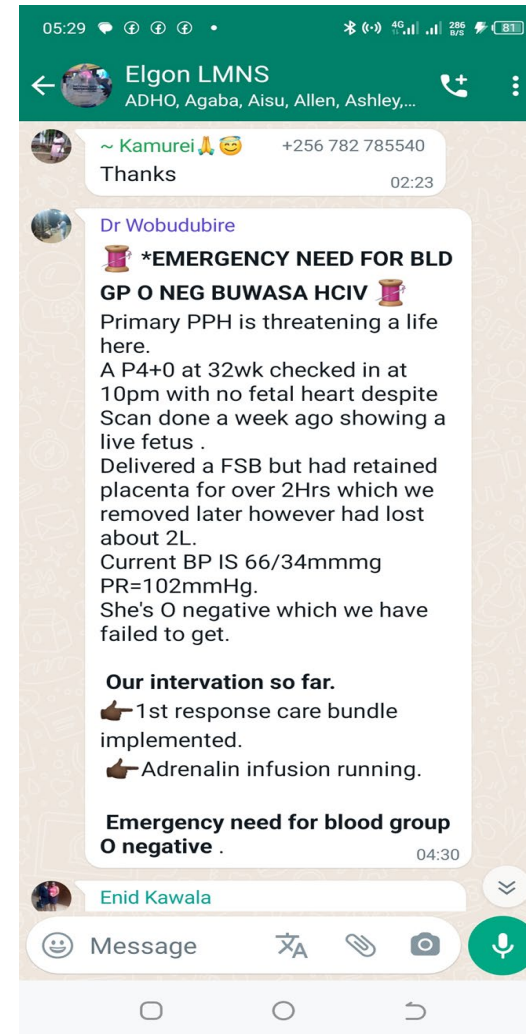 05:29
4G
286 B/S
81
Elgon LMNS
ADHO, Agaba, Aisu, Allen, Ashley,...
~ Kamurei🙏😇 +256 782 785540
Thanks
02:23
Dr Wobudubire
🧵 *EMERGENCY NEED FOR BLD
GP O NEG BUWASA HCIV 🧵
Primary PPH is threatening a life
here.
A P4+0 at 32wk checked in at
10pm with no fetal heart despite
Scan done a week ago showing a
live fetus .
Delivered a FSB but had retained
placenta for over 2Hrs which we
removed later however had lost
about 2L.
Current BP IS 66/34mmmg
PR=102mmHg.
She's O negative which we have
failed to get.
Our intervation so far.
👉🏿1st response care bundle
implemented.
👉🏿Adrenalin infusion running.
Emergency need for blood group
O negative .
04:30
Enid Kawala
Message